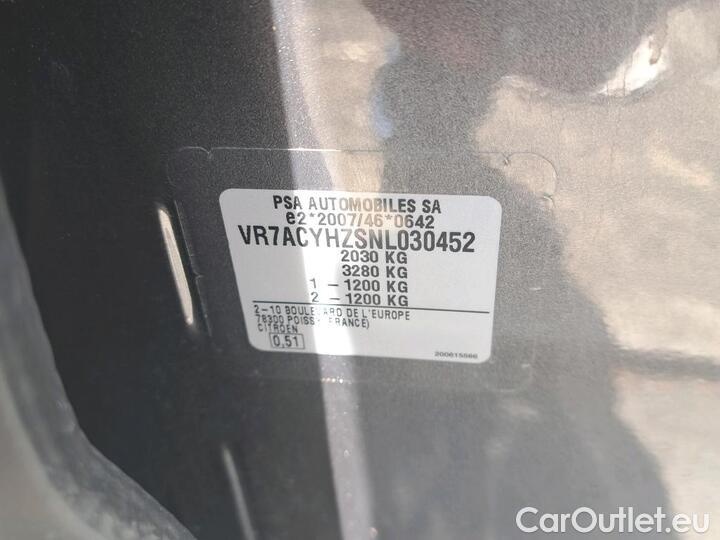 PSA AUTOMOBILES SA
e2*2007/46*0642
VR7ACYHZSNL030452
2030 KG
3280 KG
1 - 1200 KG
2 - 1200 KG
2-10 BOULEVARD DE L'EUROPE
78300 POISSY (FRANCE)
CITROEN
0,51
200615566
CarOutlet.eu